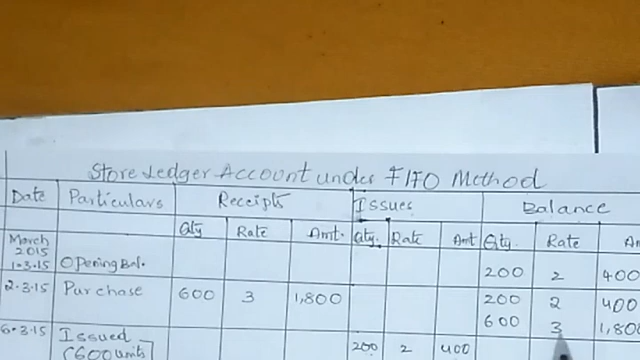 Store Ledger Account under FIFO Method
Date Particulars Receipts Issues Balance
Qty Rate Amt. Qty. Rate Amt Qty. Rate
March
2015
1.3.15 Opening Bal. 200 2 400
2.3.15 Purchase 600 3 1,800 200 2 400
600 3 1,800
6.3.15 Issued 200 2 400
(600 units)